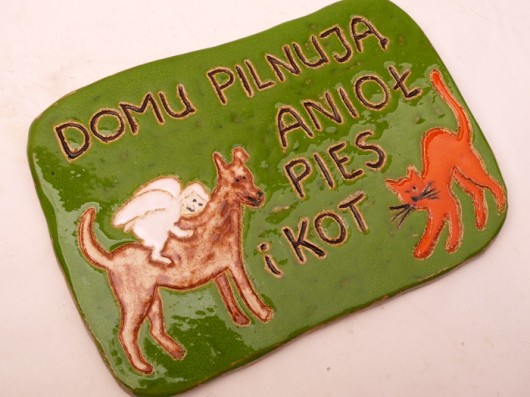 DOMU PILNUJĄ
ANIOŁ
PIES
i KOT